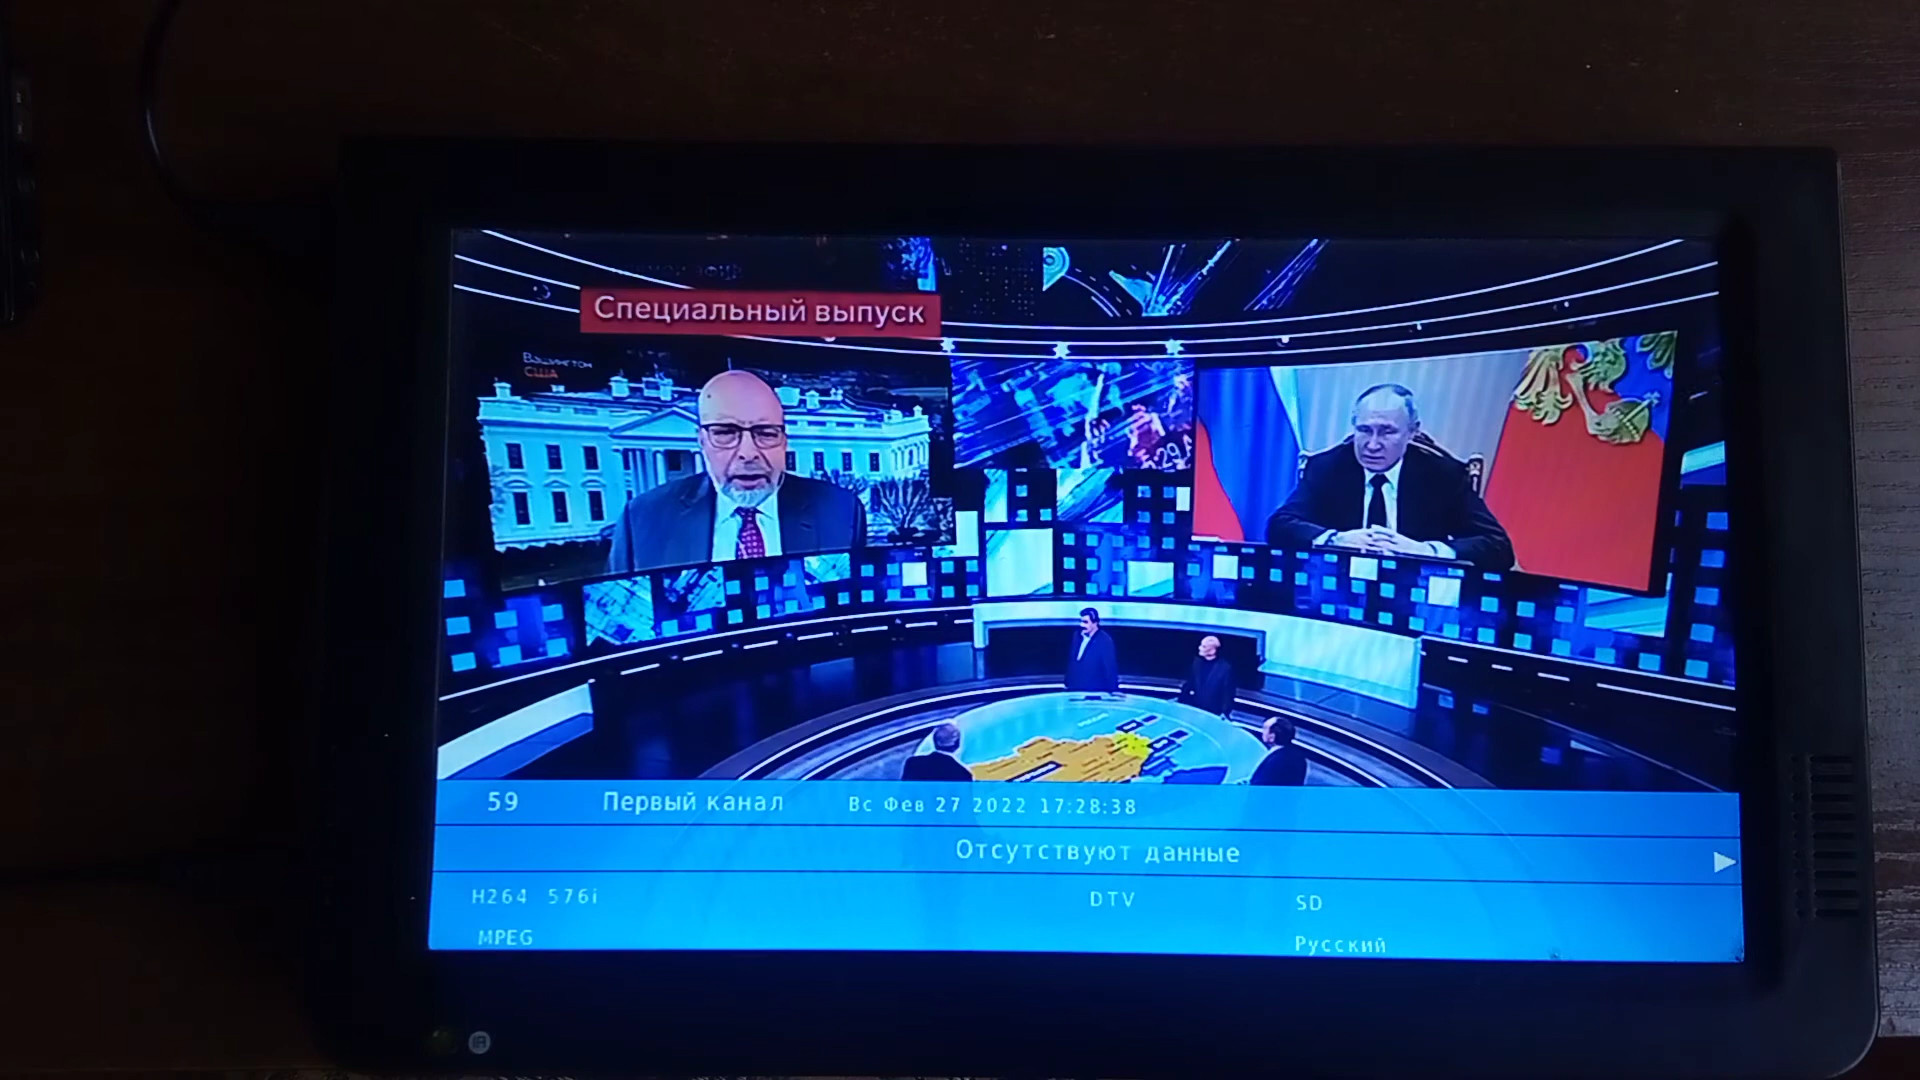 Специальный выпуск
Вашингтон
США
59 Первый канал Вс Фев 27 2022 17:28:38
Отсутствуют данные
H264 576i DTV SD
MPEG Русский
IR